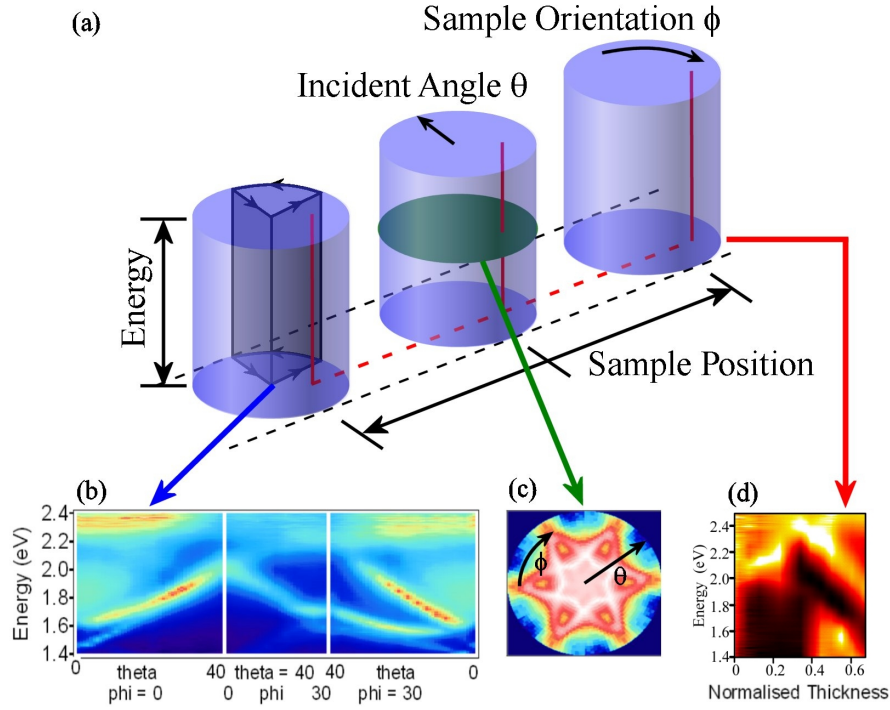 (a)
Sample Orientation ϕ
Incident Angle θ
Energy
Sample Position
(b)
2.4
2.2
2.0
1.8
1.6
1.4
Energy (eV)
0
40
40
40
0
theta
theta =
theta
phi = 0
0
phi
30
phi = 30
(c)
ϕ
θ
(d)
2.4
2.2
2.0
1.8
1.6
1.4
Energy (eV)
0
0.2
0.4
0.6
Normalised Thickness